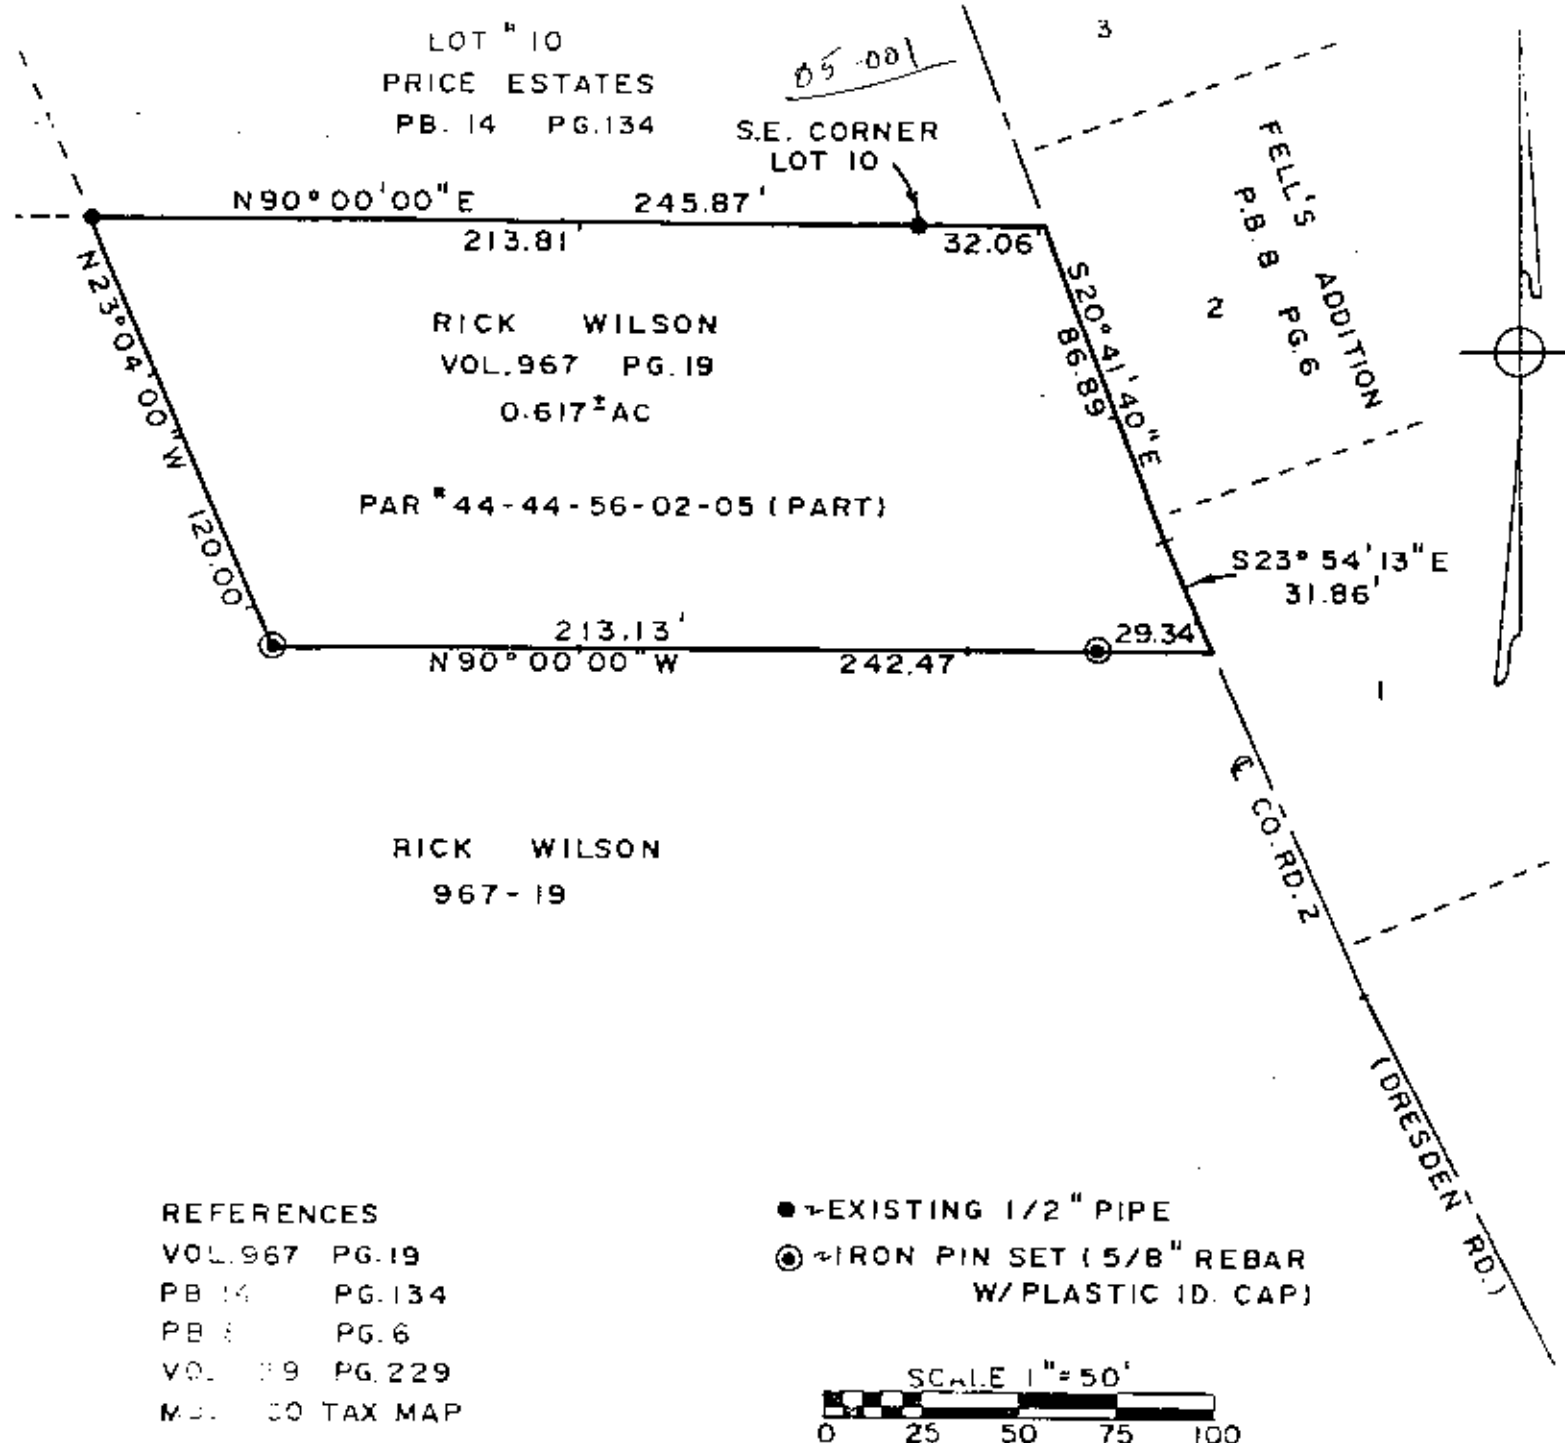 LOT # 10
PRICE ESTATES
PB. 14 PG.134
05-001
S.E. CORNER
LOT 10
3
FELL'S ADDITION
P.B. 8 PG.6
2
N90°00'00"E 245.87'
213.81'
32.06
N23°04'00"W 120.00'
S20°41'40"E
86.89'
RICK WILSON
VOL.967 PG.19
0.617±AC
PAR #44-44-56-02-05 (PART)
S23°54'13"E
31.86'
213.13'
29.34
N90°00'00"W 242.47
1
℄ CO. RD. 2
(DRESDEN RD.)
RICK WILSON
967-19
REFERENCES
VOL.967 PG.19
PB 14 PG.134
PB PG.6
PG.229
TAX MAP
EXISTING 1/2" PIPE
IRON PIN SET (5/8" REBAR
W/PLASTIC ID. CAP)
SCALE 1"=50'
0 25 50 75 100